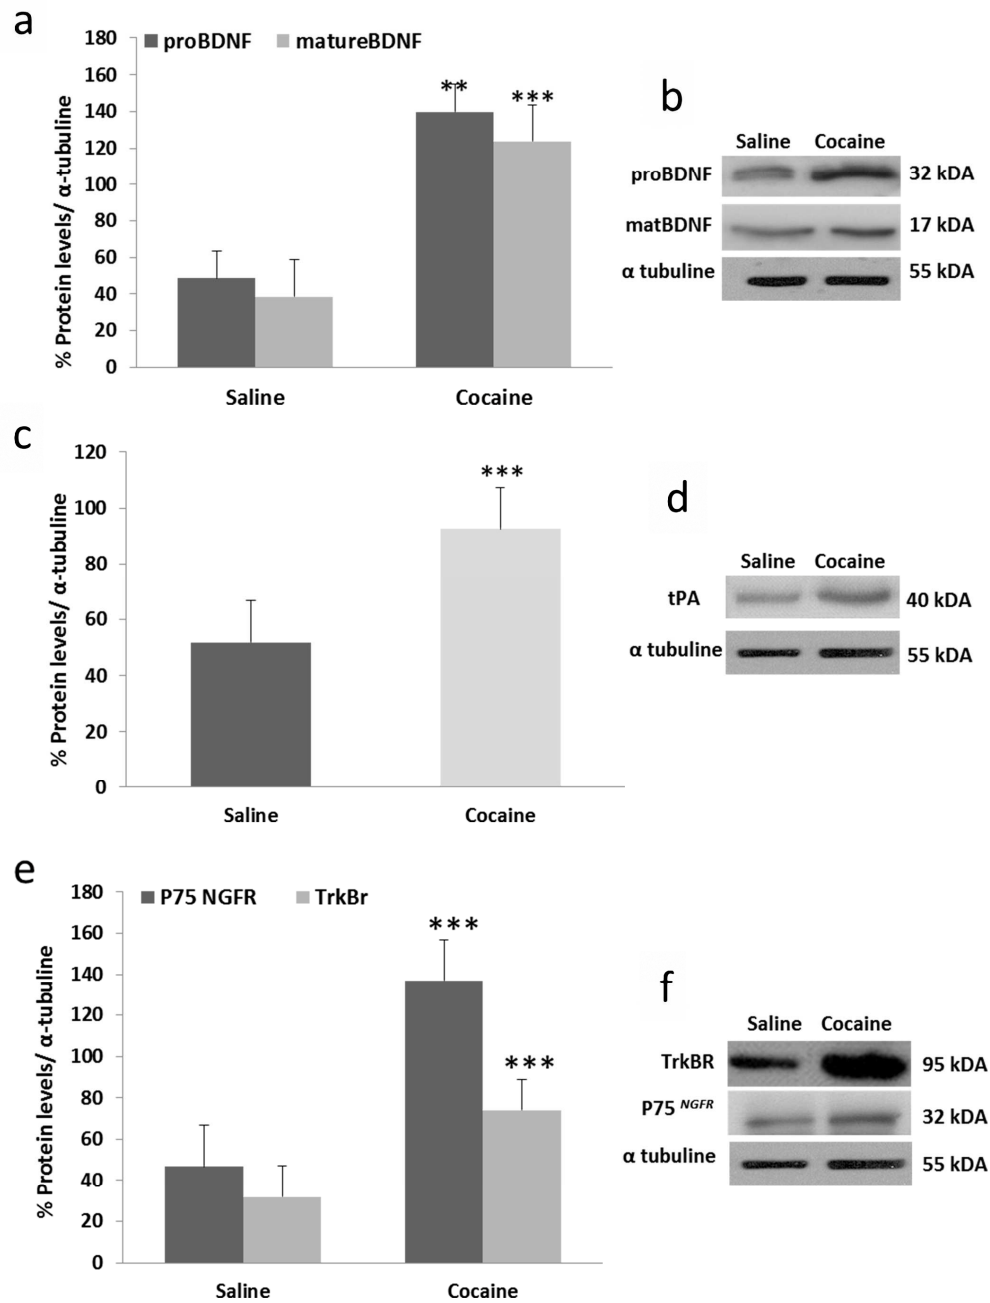 a
180
160
140
120
100
80
60
40
20
0
% Protein levels/ α-tubuline
proBDNF matureBDNF
** ***
Saline Cocaine
b
Saline Cocaine
proBDNF 32 kDA
matBDNF 17 kDA
α tubuline 55 kDA
c
120
100
80
60
40
20
0
% Protein levels/ α-tubuline
***
Saline Cocaine
d
Saline Cocaine
tPA 40 kDA
α tubuline 55 kDA
e
180
160
140
120
100
80
60
40
20
0
% Protein levels/ α-tubuline
P75 NGFR TrkBr
***
***
Saline Cocaine
f
Saline Cocaine
TrkBR 95 kDA
P75 NGFR 32 kDA
α tubuline 55 kDA